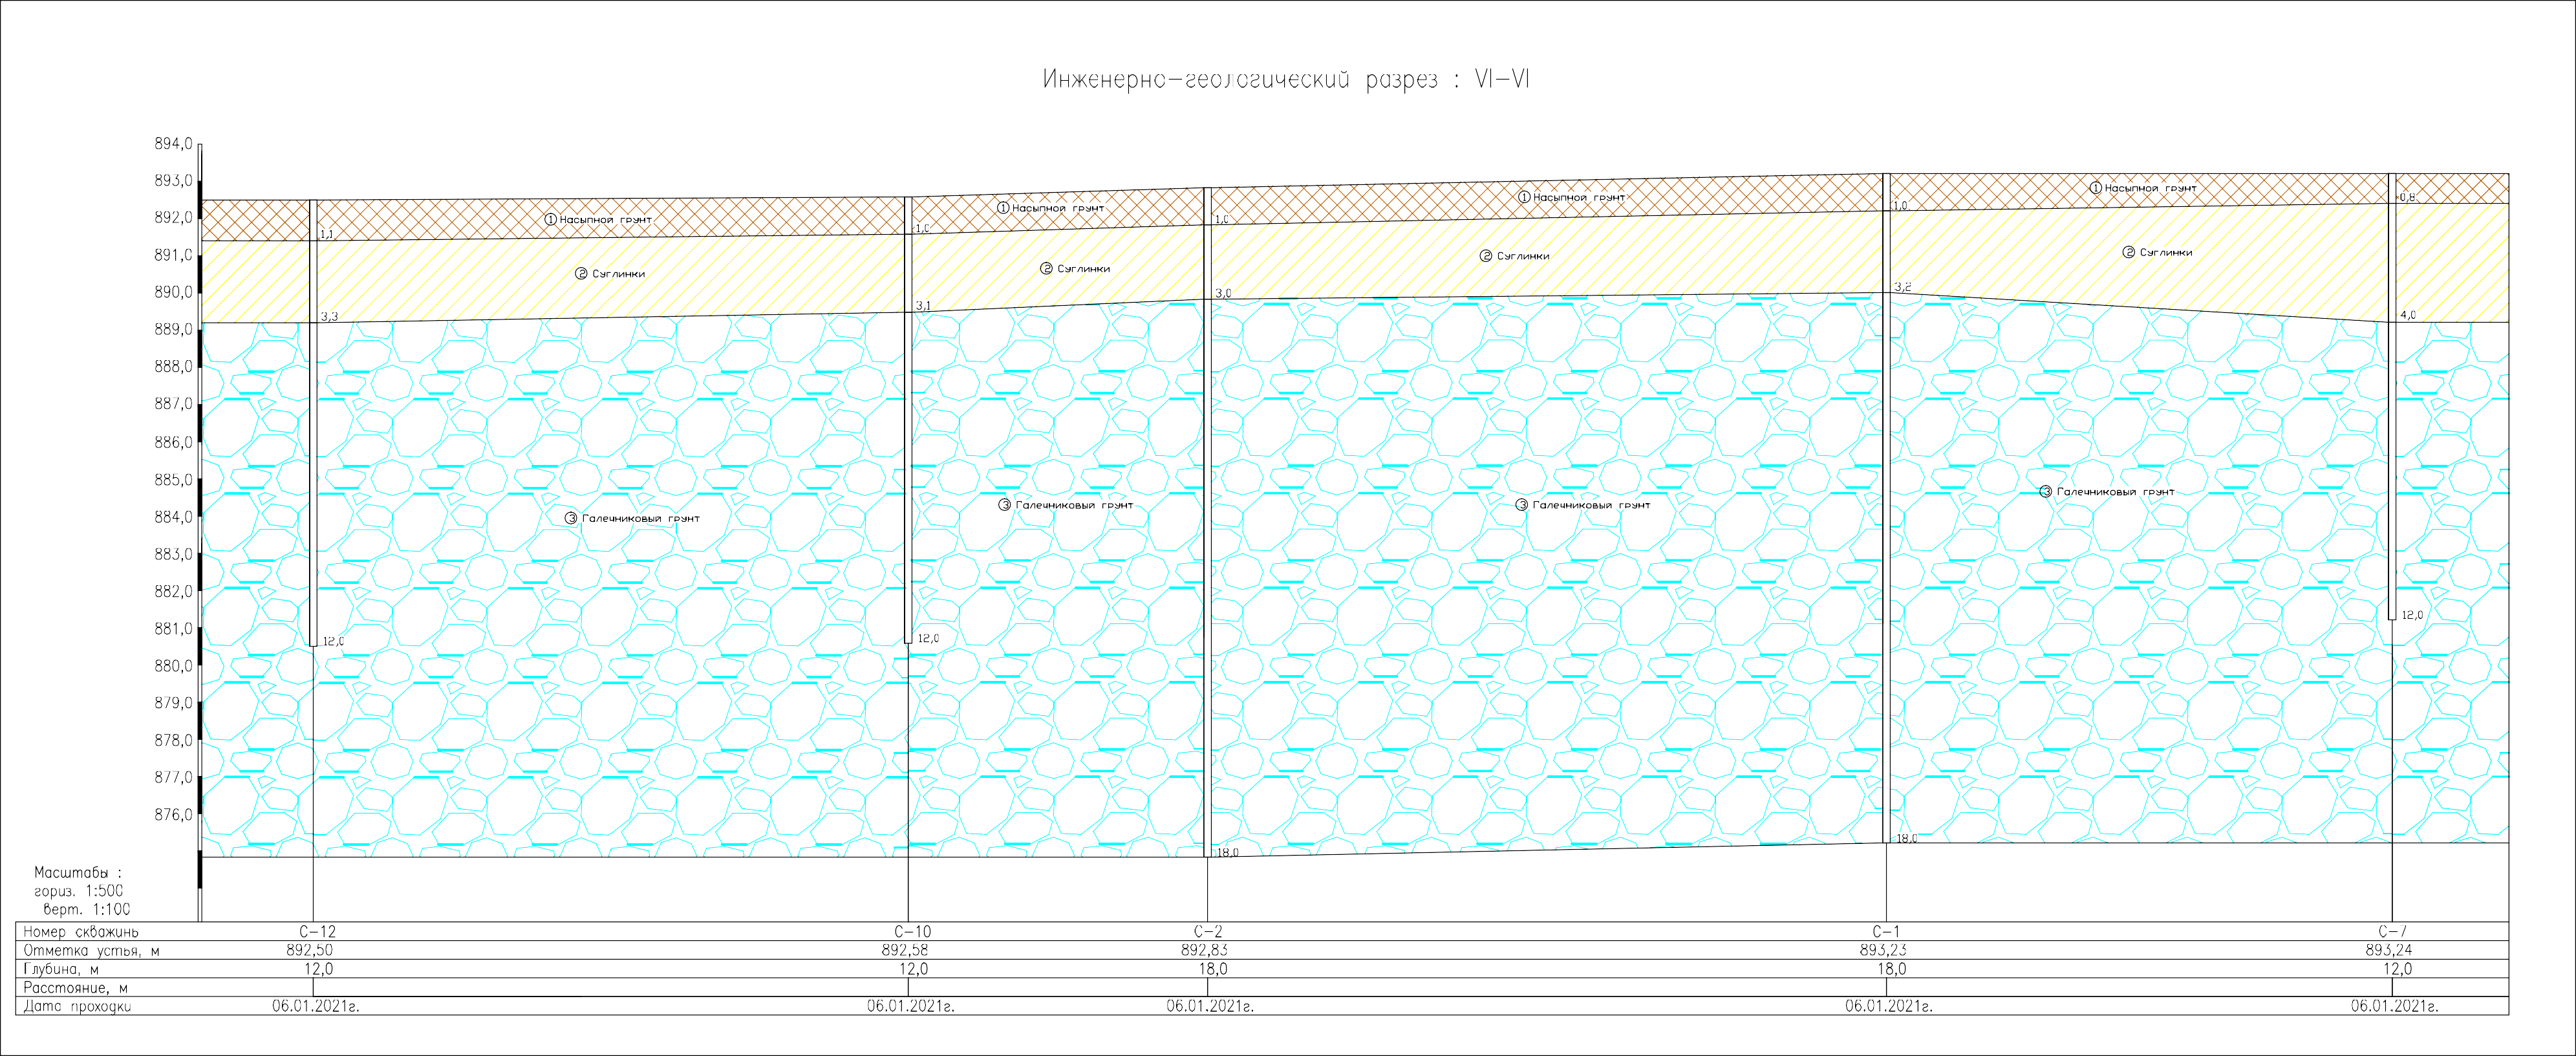 Инженерно-геологический разрез : VI-VI
894,0
893,0
892,0
891,0
890,0
889,0
888,0
887,0
886,0
885,0
884,0
883,0
882,0
881,0
880,0
879,0
878,0
877,0
876,0
① Насыпной грунт
① Насыпной грунт
① Насыпной грунт
① Насыпной грунт
1,1
1,0
1,0
1,0
0,8
② Суглинки
② Суглинки
② Суглинки
② Суглинки
3,3
3,1
3,0
3,2
4,0
③ Галечниковый грунт
③ Галечниковый грунт
③ Галечниковый грунт
③ Галечниковый грунт
12,0
12,0
18,0
18,0
12,0
Масштабы :
гориз. 1:500
верт. 1:100
Номер скважинь С-12 С-10 С-2 С-1 С-7
Отметка устья, м 892,50 892,58 892,83 893,23 893,24
Глубина, м 12,0 12,0 18,0 18,0 12,0
Расстояние, м
Дата проходки 06.01.2021г. 06.01.2021г. 06.01.2021г. 06.01.2021г. 06.01.2021г.